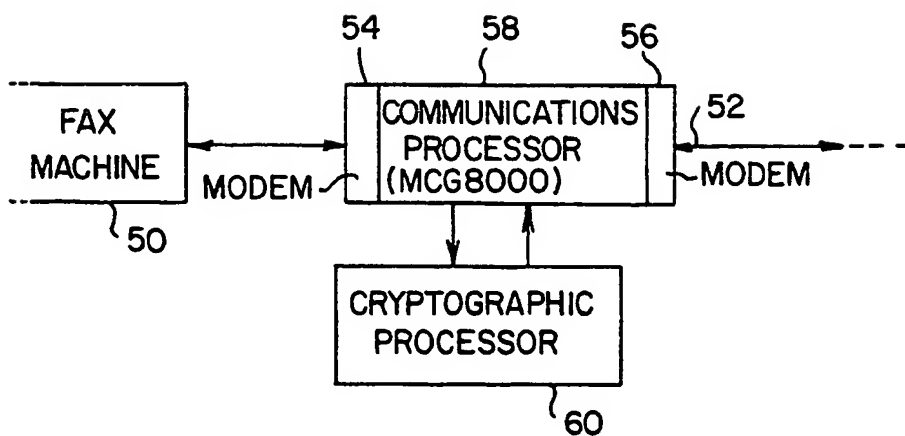 54
58
56
FAX
MACHINE
COMMUNICATIONS
PROCESSOR
(MCG8000)
52
MODEM
MODEM
50
CRYPTOGRAPHIC
PROCESSOR
60